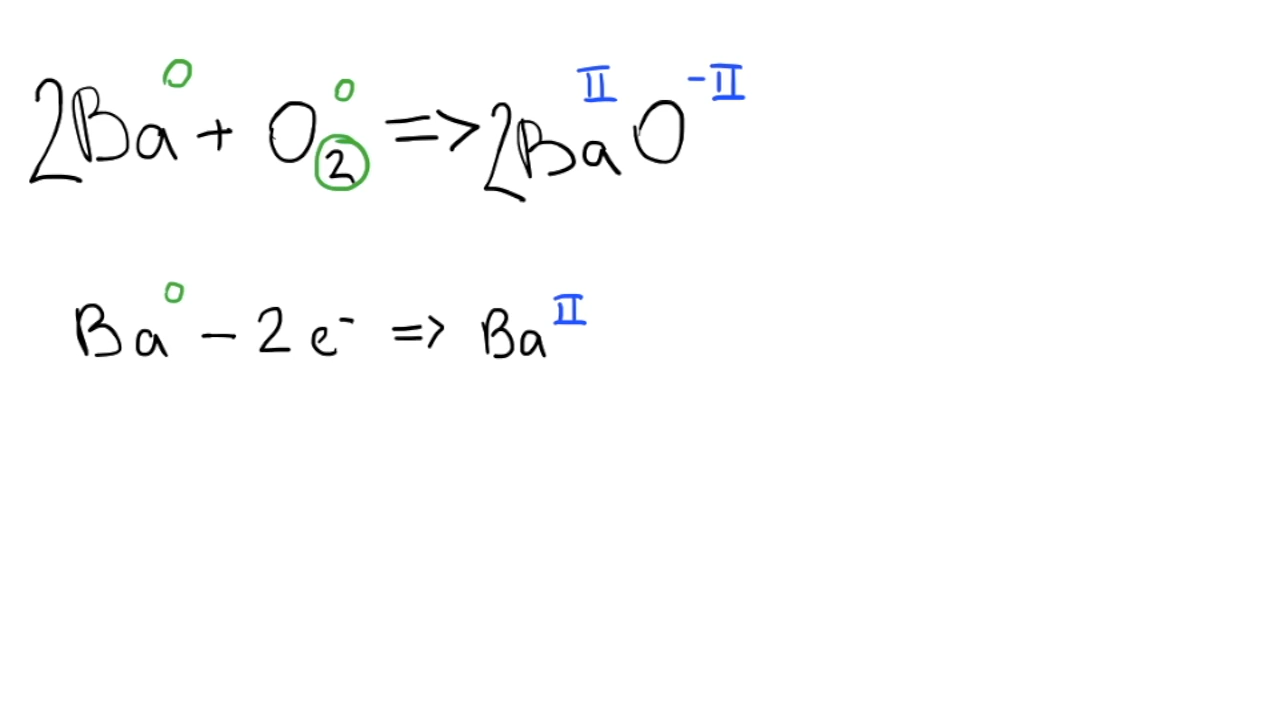 2Ba⁰ + O₂⁰ => 2Ba^II O^-II
Ba⁰ - 2e⁻ => Ba^II